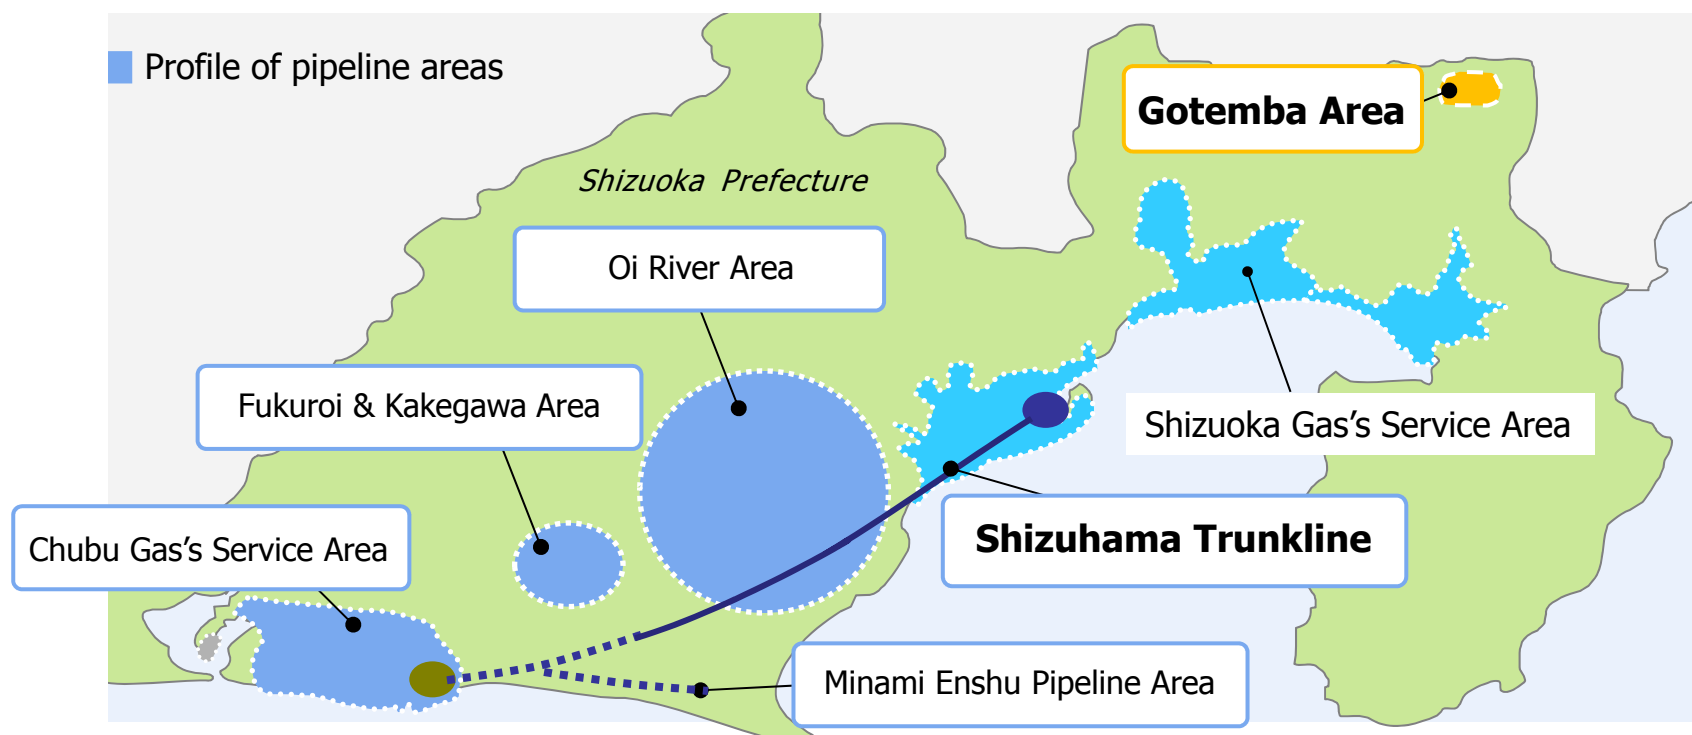 Profile of pipeline areas
Gotemba Area
Shizuoka Prefecture
Oi River Area
Fukuroi & Kakegawa Area
Shizuoka Gas’s Service Area
Chubu Gas’s Service Area
Shizuhama Trunkline
Minami Enshu Pipeline Area